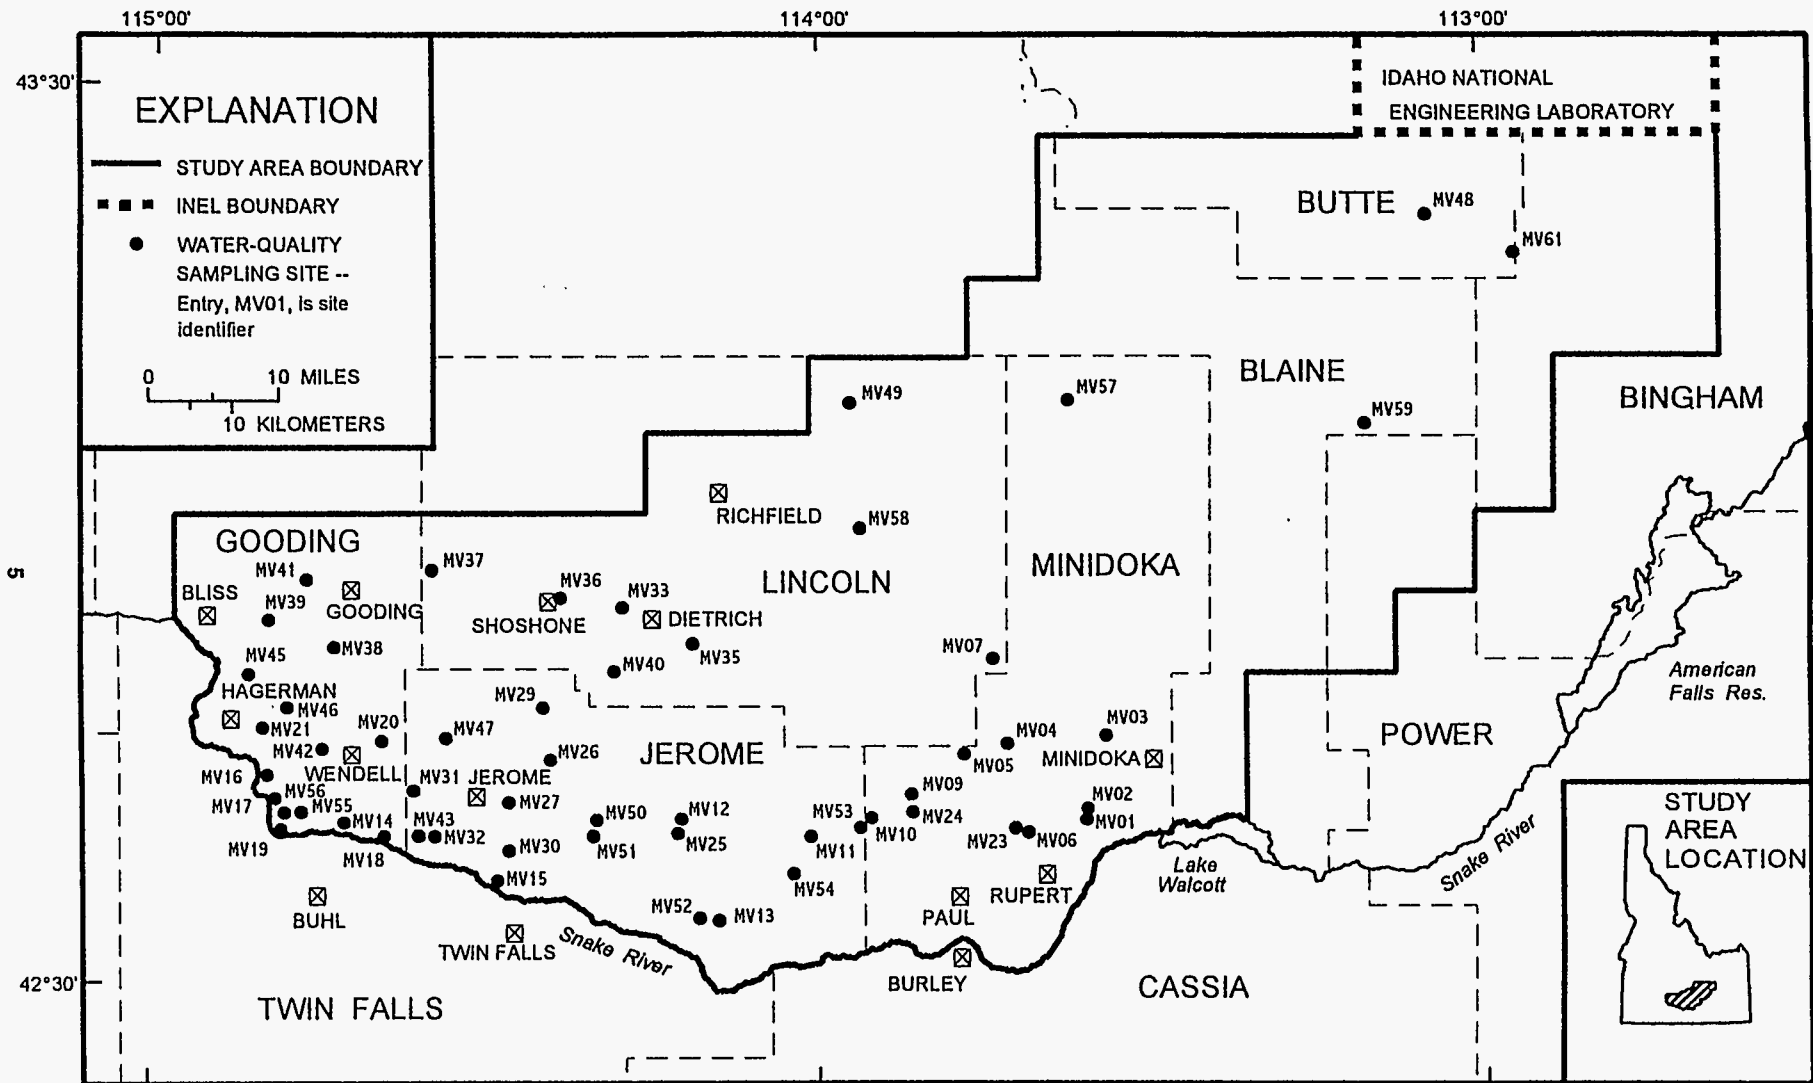 115°00'
114°00'
113°00'
43°30'
EXPLANATION
STUDY AREA BOUNDARY
INEL BOUNDARY
WATER-QUALITY
SAMPLING SITE --
Entry, MV01, is site
identifier
0 10 MILES
10 KILOMETERS
IDAHO NATIONAL
ENGINEERING LABORATORY
BUTTE
MV48
MV61
BLAINE
BINGHAM
MV49
MV57
MV59
RICHFIELD
MV58
GOODING
MV41
MV37
BLISS
MV39
GOODING
MV36
MV33
SHOSHONE
DIETRICH
LINCOLN
MINIDOKA
5
MV38
MV45
MV40
MV35
MV07
HAGERMAN
MV46
MV29
American
Falls Res.
MV21
MV20
MV47
MV42
MV26
JEROME
MV04
MV03
MV05
MINIDOKA
POWER
WENDELL
MV16
MV31
JEROME
MV56
MV17
MV55
MV27
MV09
MV14
MV50
MV12
MV53
MV24
MV02
MV01
MV19
MV18
MV43
MV32
MV30
MV51
MV25
MV11
MV10
MV23
MV06
MV15
MV54
Lake
Walcott
Snake River
RUPERT
BUHL
MV52
MV13
PAUL
TWIN FALLS
Snake River
BURLEY
42°30'
TWIN FALLS
CASSIA
STUDY
AREA
LOCATION